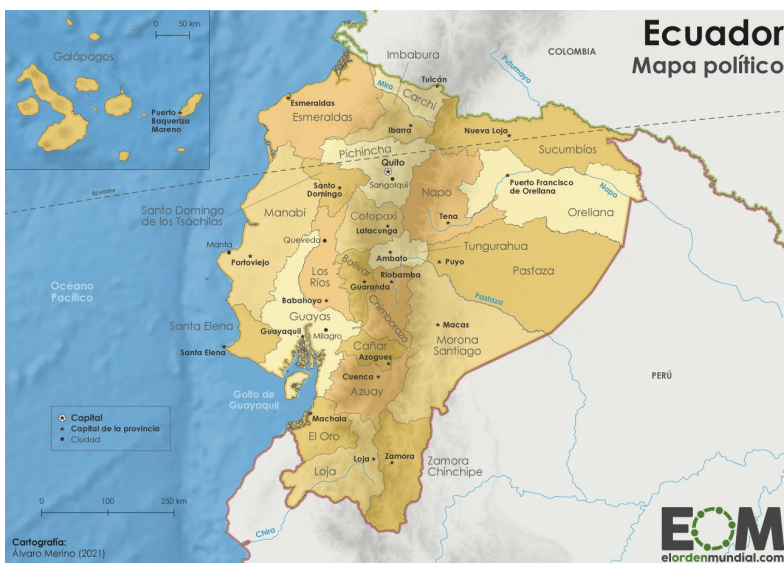 Ecuador
Mapa político
Galápagos
0 50 km
Puerto
Baquerizo
Moreno
COLOMBIA
Putumayo
Imbabura
Tulcán
Mira
Carchi
Esmeraldas
Esmeraldas
Ibarra
Nueva Loja
Sucumbíos
Pichincha
Quito
Sangolquí
Ecuador
Santo
Domingo
Santo Domingo
de los Tsáchilas
Napo
Puerto Francisco
de Orellana
Napo
Orellana
Tena
Manabí
Cotopaxi
Latacunga
Manta
Portoviejo
Quevedo
Tungurahua
Ambato
Puyo
Pastaza
Océano
Pacífico
Los
Ríos
Bolívar
Riobamba
Guaranda
Chimborazo
Pastaza
Babahoyo
Guayas
Santa Elena
Guayaquil
Milagro
Macas
Morona
Santiago
Santa Elena
Cañar
Azogues
Cuenca
Azuay
PERÚ
Golfo de
Guayaquil
Machala
El Oro
Loja
Loja
Zamora
Zamora
Chinchipe
Chira
Capital
Capital de la provincia
Ciudad
0 100 250 km
Cartografía:
Álvaro Merino (2021)
EOM
elordenmundial.com